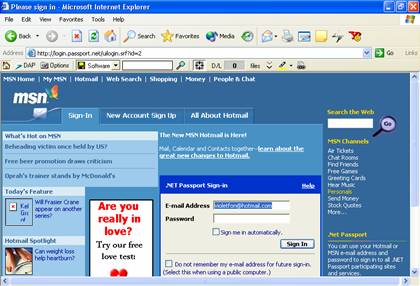 Please sign in - Microsoft Internet Explorer
File Edit View Favorites Tools Help
Back Search Favorites Media
Address http://login.passport.net/uilogin.srf?id=2 Go Links
DAP Options Software D/L 0 files
MSN Home | My MSN | Hotmail | Web Search | Shopping | Money | People & Chat
msn
Sign-In New Account Sign Up All About Hotmail
Search the Web
Go
What's Hot on MSN
Beheading victim once held by US?
Free beer promotion draws criticism
Oprah's trainer stands by McDonald's
Today's Feature
Will Frasier Crane appear on another series?
Hotmail Spotlight
Can weight loss help heartburn?
Are You
really in
love?
Try our free
love test:
The New MSN Hotmail is Here!
Mail, Calendar and Contacts together--learn about the
great new changes to Hotmail.
.NET Passport Sign-in Help
E-mail Address violetfon@hotmail.com
Password
Sign me in automatically.
Sign In
Do not remember my e-mail address for future sign-in.
(Select this when using a public computer.)
MSN Channels
Air Tickets
Chat Rooms
Find Friends
Free Games
Greeting Cards
Hear Music
Personals
Send Money
Stock Quotes
More...
.Net Passport
You can use your Hotmail or
MSN e-mail address and
password to sign in to all .NET
Passport participating sites
and services.